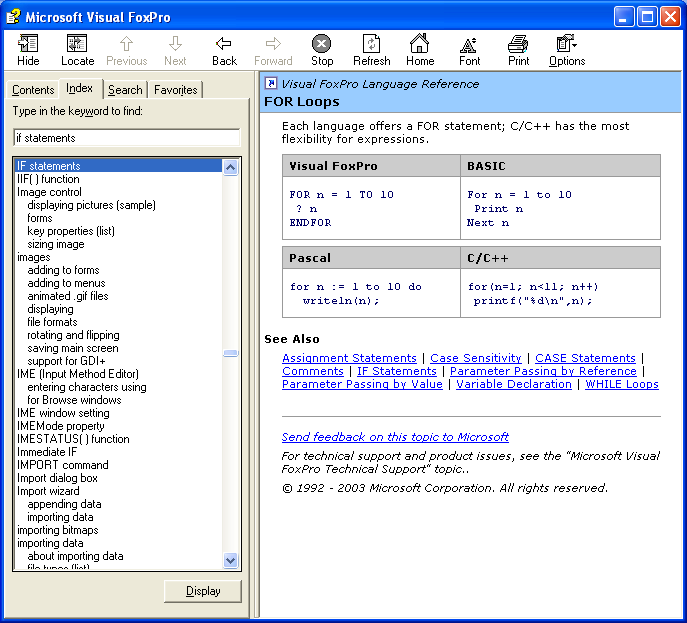 Microsoft Visual FoxPro
Hide Locate Previous Next Back Forward Stop Refresh Home Font Print Options
Contents Index Search Favorites
Type in the keyword to find:
if statements
IF statements
IIF( ) function
Image control
displaying pictures (sample)
forms
key properties (list)
sizing image
images
adding to forms
adding to menus
animated .gif files
displaying
file formats
rotating and flipping
saving main screen
support for GDI+
IME (Input Method Editor)
entering characters using
for Browse windows
IME window setting
IMEMode property
IMESTATUS( ) function
Immediate IF
IMPORT command
Import dialog box
Import wizard
appending data
importing data
importing bitmaps
importing data
about importing data
file types (list)
Display
Visual FoxPro Language Reference
FOR Loops
Each language offers a FOR statement; C/C++ has the most
flexibility for expressions.
Visual FoxPro
FOR n = 1 TO 10
? n
ENDFOR
BASIC
For n = 1 to 10
Print n
Next n
Pascal
for n := 1 to 10 do
writeln(n);
C/C++
for(n=1; n<11; n++)
printf("%d\n",n);
See Also
Assignment Statements | Case Sensitivity | CASE Statements |
Comments | IF Statements | Parameter Passing by Reference |
Parameter Passing by Value | Variable Declaration | WHILE Loops
Send feedback on this topic to Microsoft
For technical support and product issues, see the "Microsoft Visual
FoxPro Technical Support" topic..
© 1992 - 2003 Microsoft Corporation. All rights reserved.